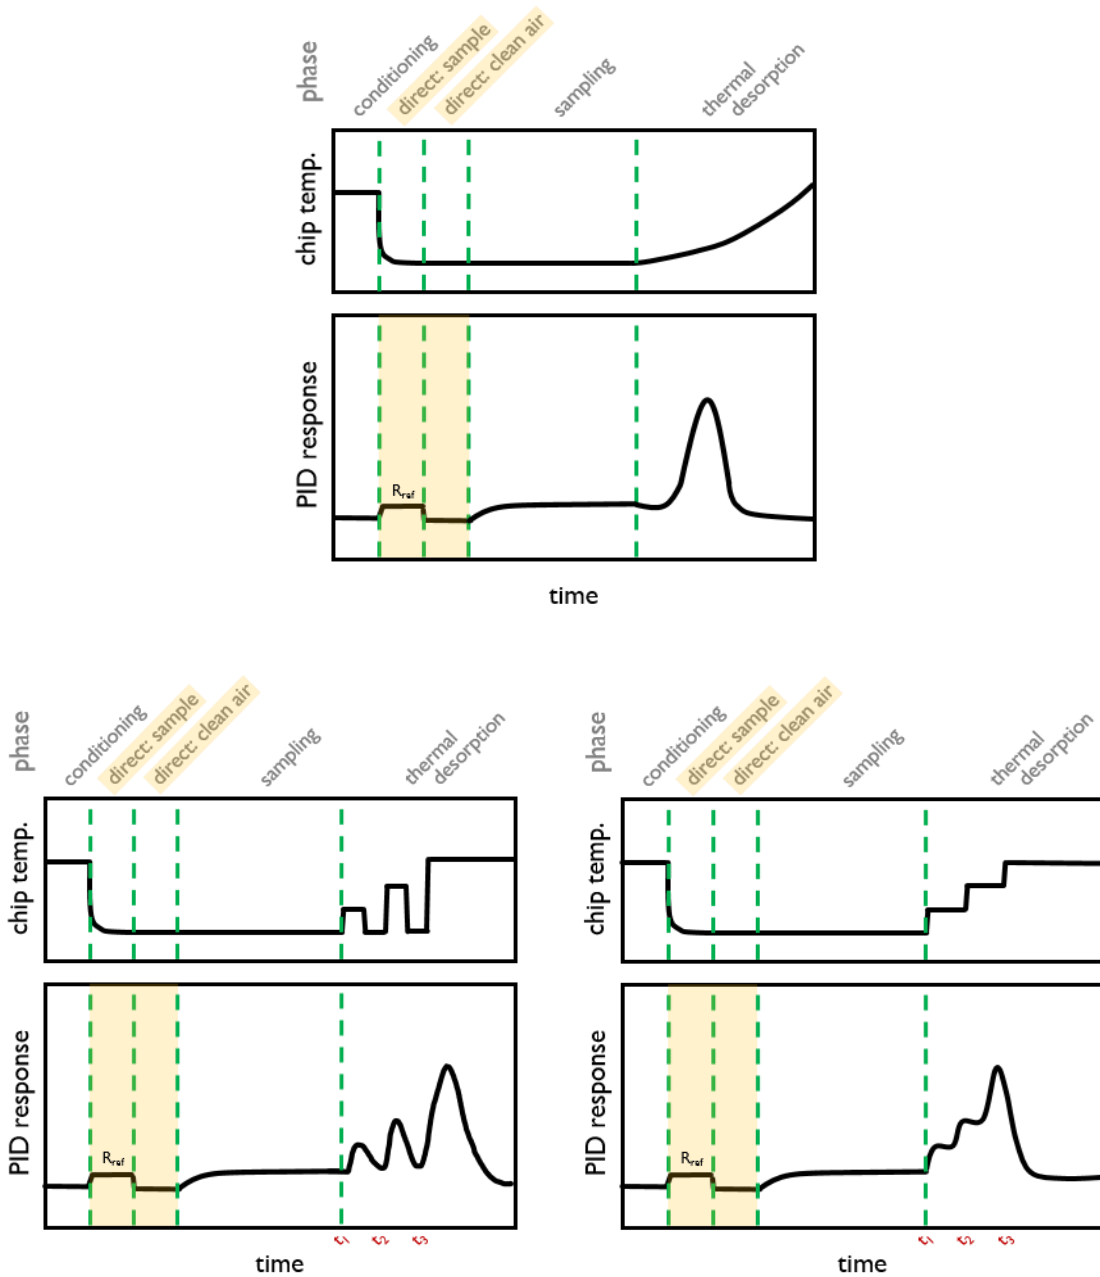 phase
conditioning
direct: sample
direct: clean air
sampling
thermal
desorption
chip temp.
PID response
Rref
time
phase
conditioning
direct: sample
direct: clean air
sampling
thermal
desorption
chip temp.
PID response
Rref
t1
t2
t3
time
phase
conditioning
direct: sample
direct: clean air
sampling
thermal
desorption
chip temp.
PID response
Rref
t1
t2
t3
time